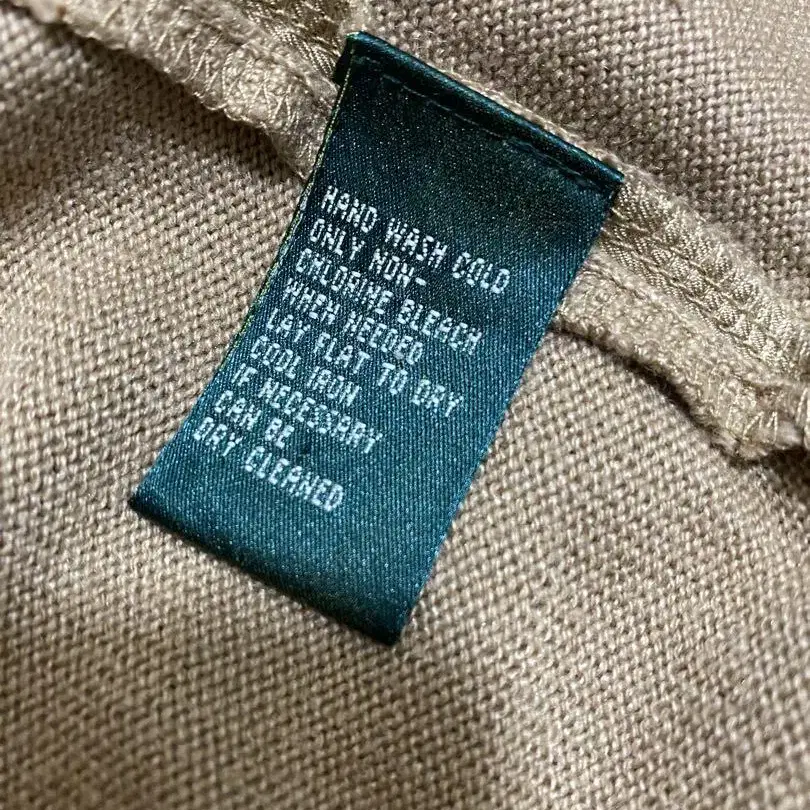 HAND WASH COLD
ONLY NON-
CHLORINE BLEACH
WHEN NEEDED
LAY FLAT TO DRY
COOL IRON
IF NECESSARY
CAN BE
DRY CLEANED